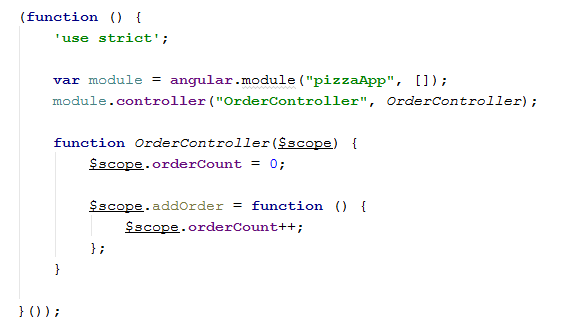 (function () {
    'use strict';

    var module = angular.module("pizzaApp", []);
    module.controller("OrderController", OrderController);

    function OrderController($scope) {
        $scope.orderCount = 0;

        $scope.addOrder = function () {
            $scope.orderCount++;
        };
    }

}());